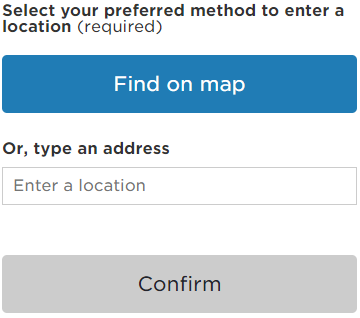 Select your preferred method to enter a
location (required)
Find on map
Or, type an address
Enter a location
Confirm